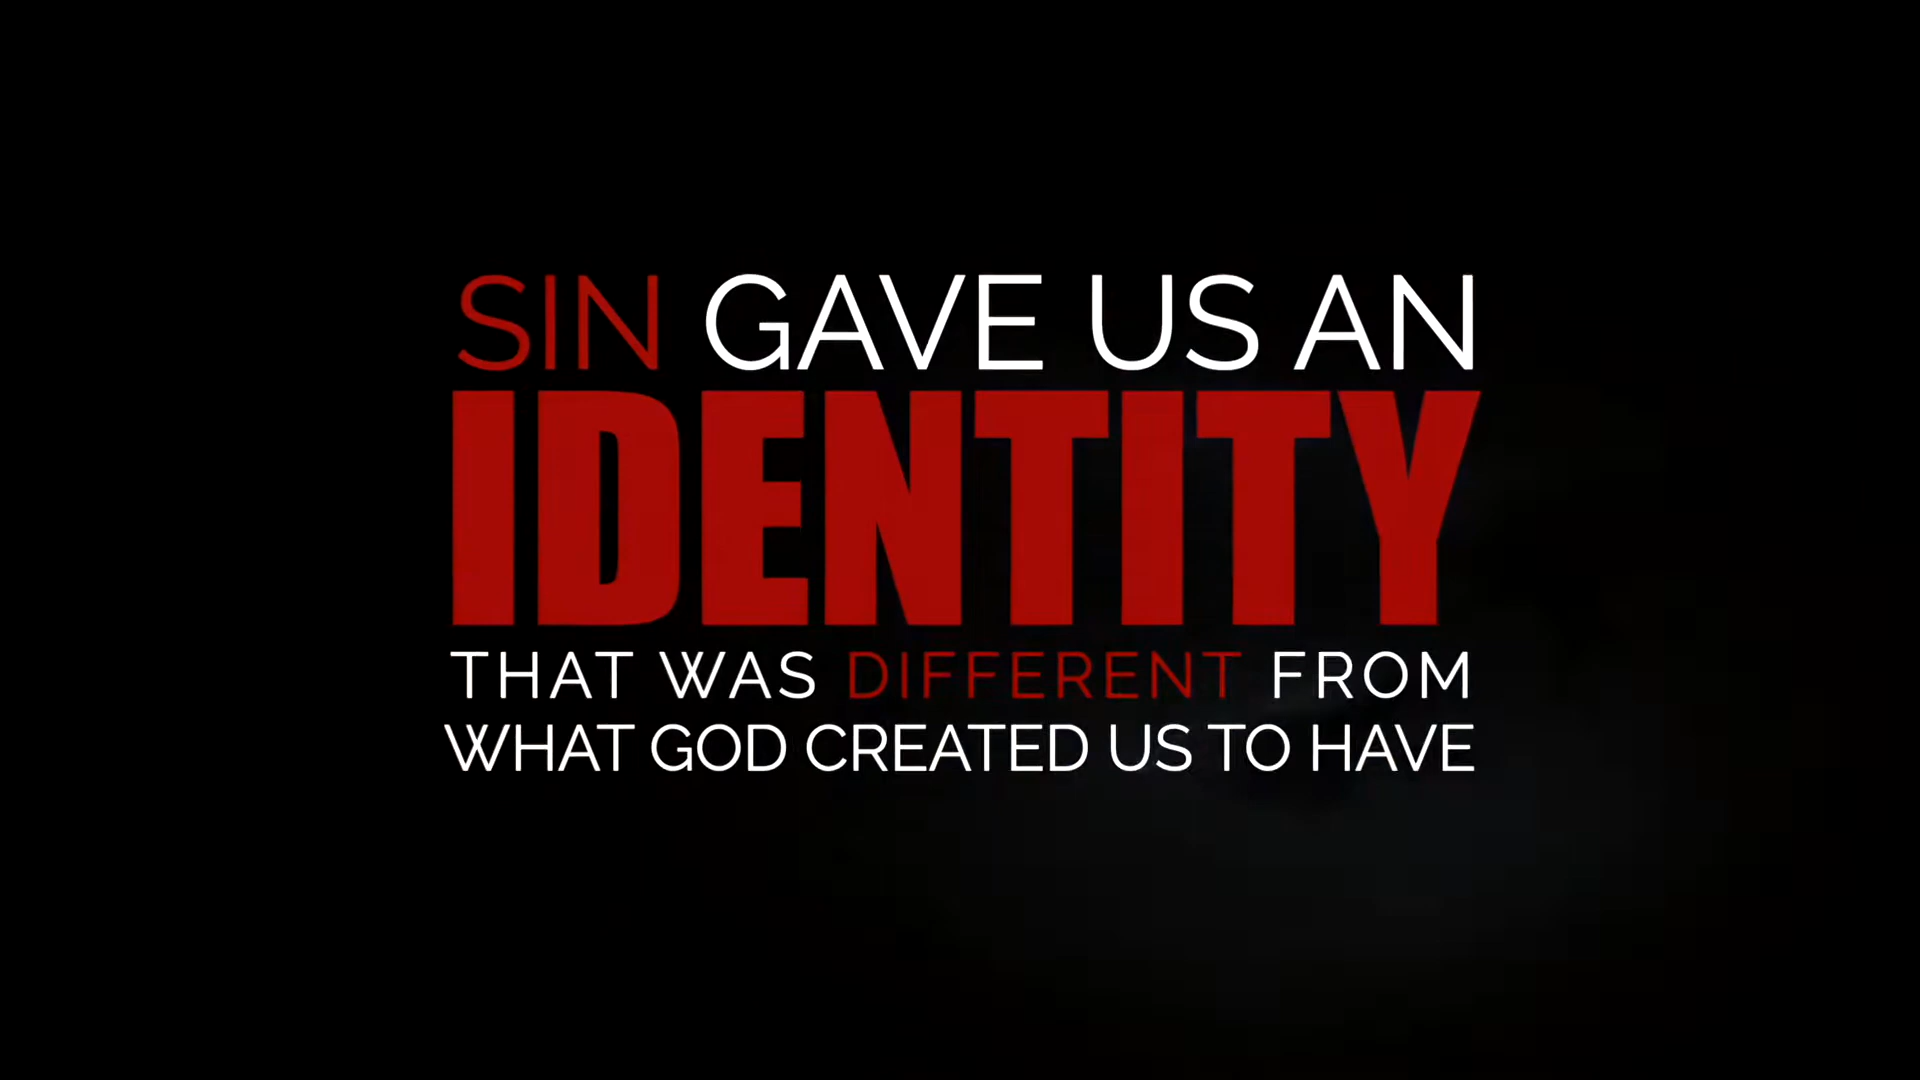 SIN GAVE US AN
IDENTITY
THAT WAS DIFFERENT FROM
WHAT GOD CREATED US TO HAVE